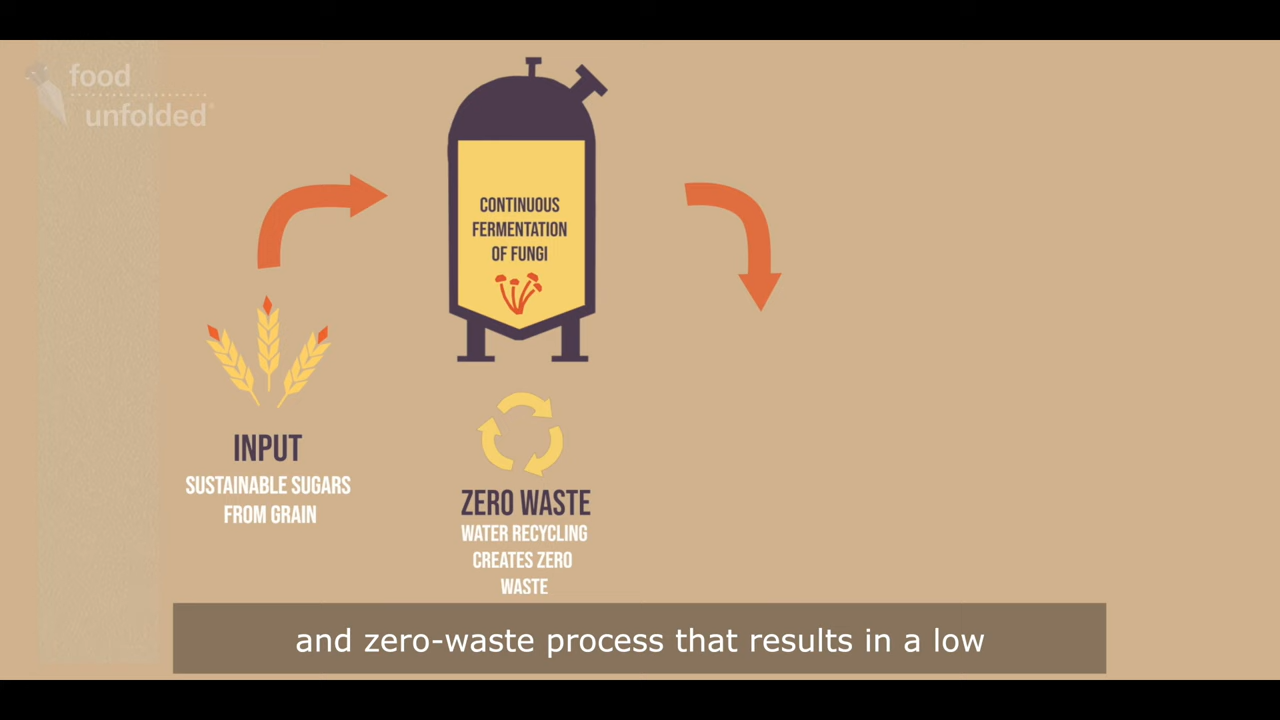 food
unfolded®
CONTINUOUS
FERMENTATION
OF FUNGI
INPUT
SUSTAINABLE SUGARS
FROM GRAIN
ZERO WASTE
WATER RECYCLING
CREATES ZERO
WASTE
and zero-waste process that results in a low